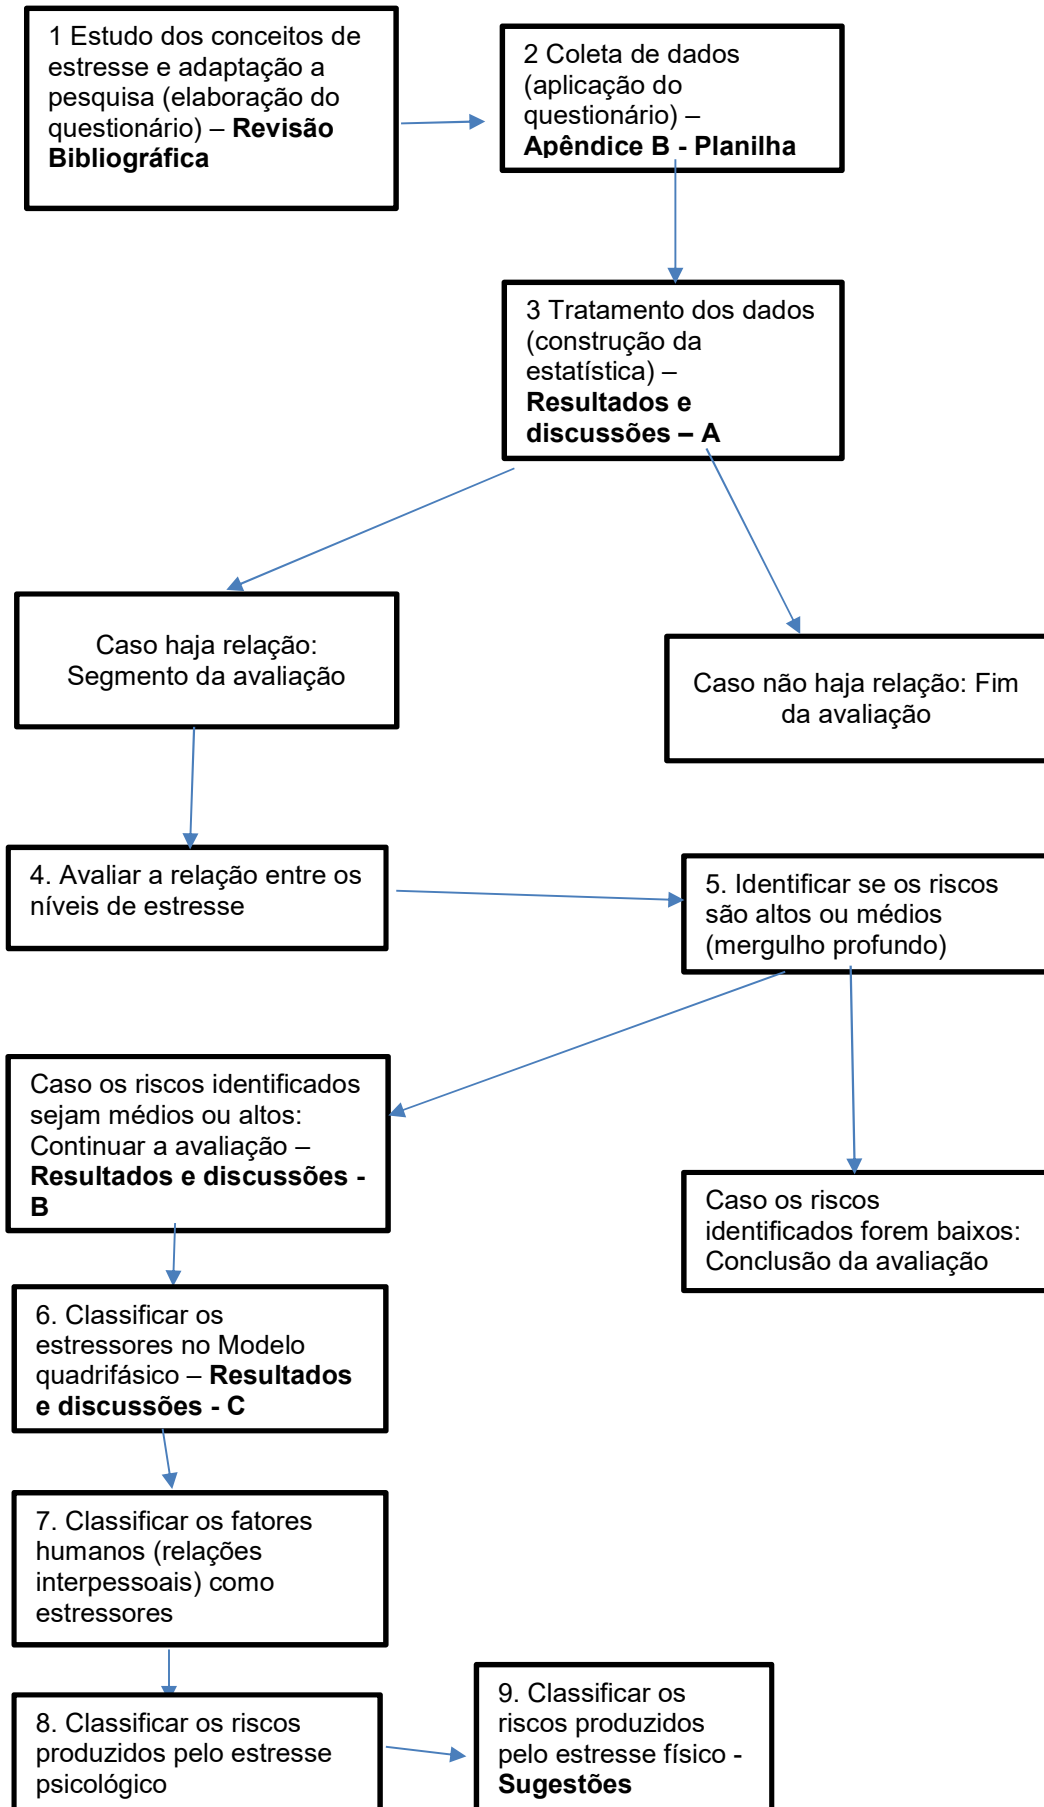 1 Estudo dos conceitos de
estresse e adaptação a
pesquisa (elaboração do
questionário) – Revisão
Bibliográfica
2 Coleta de dados
(aplicação do
questionário) –
Apêndice B - Planilha
3 Tratamento dos dados
(construção da
estatística) –
Resultados e
discussões – A
Caso haja relação:
Segmento da avaliação
Caso não haja relação: Fim
da avaliação
4. Avaliar a relação entre os
níveis de estresse
5. Identificar se os riscos
são altos ou médios
(mergulho profundo)
Caso os riscos identificados
sejam médios ou altos:
Continuar a avaliação –
Resultados e discussões -
B
Caso os riscos
identificados forem baixos:
Conclusão da avaliação
6. Classificar os
estressores no Modelo
quadrifásico – Resultados
e discussões - C
7. Classificar os fatores
humanos (relações
interpessoais) como
estressores
8. Classificar os riscos
produzidos pelo estresse
psicológico
9. Classificar os
riscos produzidos
pelo estresse físico -
Sugestões